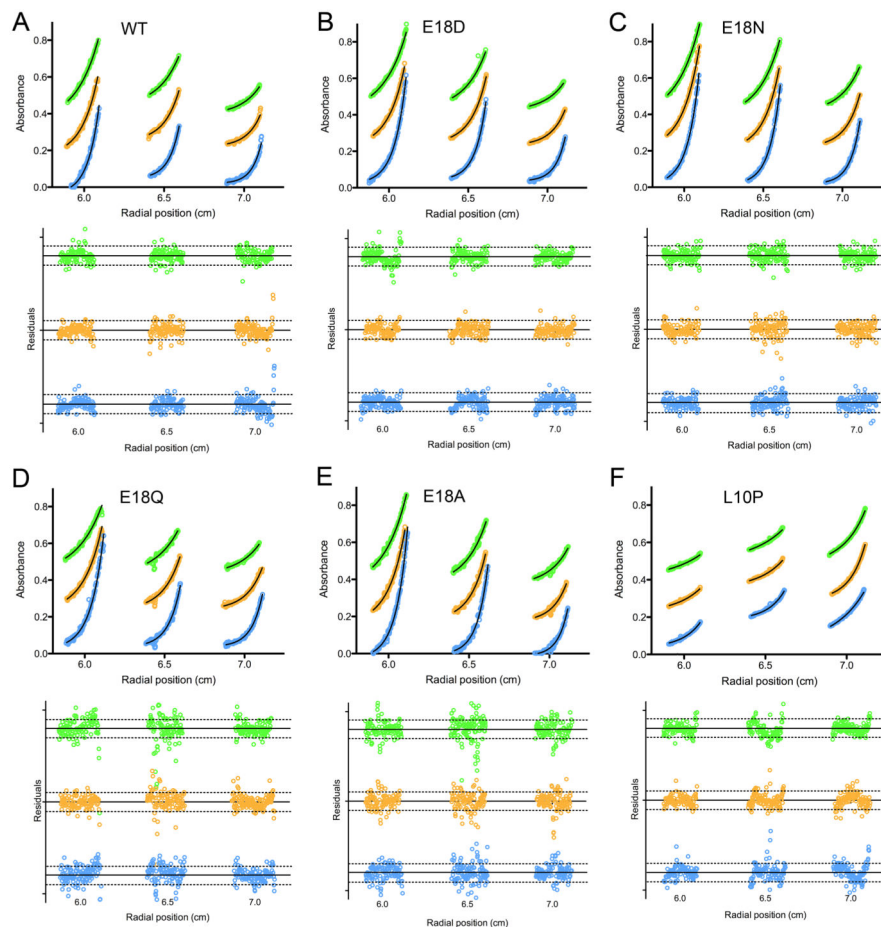 A
WT
Absorbance
0.8
0.6
0.4
0.2
0.0
6.0 6.5 7.0
Radial position (cm)
Residuals
6.0 6.5 7.0
Radial position (cm)
B
E18D
Absorbance
0.8
0.6
0.4
0.2
0.0
6.0 6.5 7.0
Radial position (cm)
Residuals
6.0 6.5 7.0
Radial position (cm)
C
E18N
Absorbance
0.8
0.6
0.4
0.2
0.0
6.0 6.5 7.0
Radial position (cm)
Residuals
6.0 6.5 7.0
Radial position (cm)
D
E18Q
Absorbance
0.8
0.6
0.4
0.2
0.0
6.0 6.5 7.0
Radial position (cm)
Residuals
6.0 6.5 7.0
Radial position (cm)
E
E18A
Absorbance
0.8
0.6
0.4
0.2
0.0
6.0 6.5 7.0
Radial position (cm)
Residuals
6.0 6.5 7.0
Radial position (cm)
F
L10P
Absorbance
0.8
0.6
0.4
0.2
0.0
6.0 6.5 7.0
Radial position (cm)
Residuals
6.0 6.5 7.0
Radial position (cm)